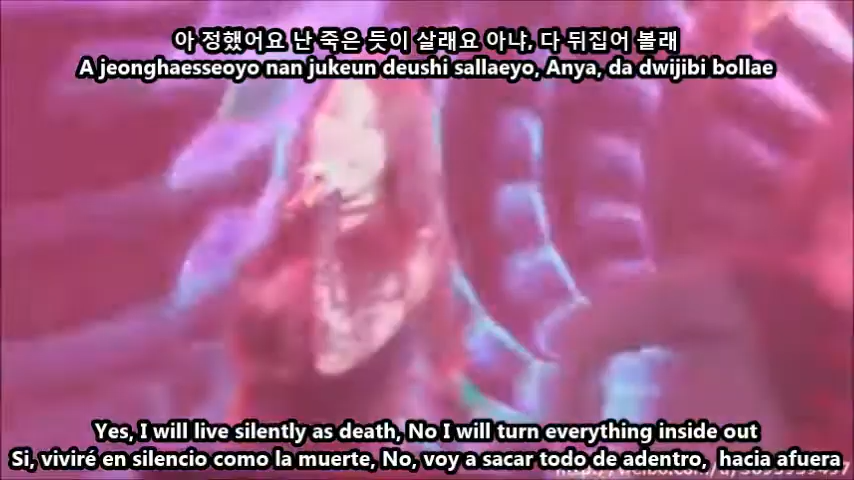 아 정했어요 난 죽은 듯이 살래요 아냐, 다 뒤집어 볼래
A jeonghaesseoyo nan jukeun deushi sallaeyo, Anya, da dwijibi bollae
Yes, I will live silently as death, No I will turn everything inside out
Si, viviré en silencio como la muerte, No, voy a sacar todo de adentro, hacia afuera